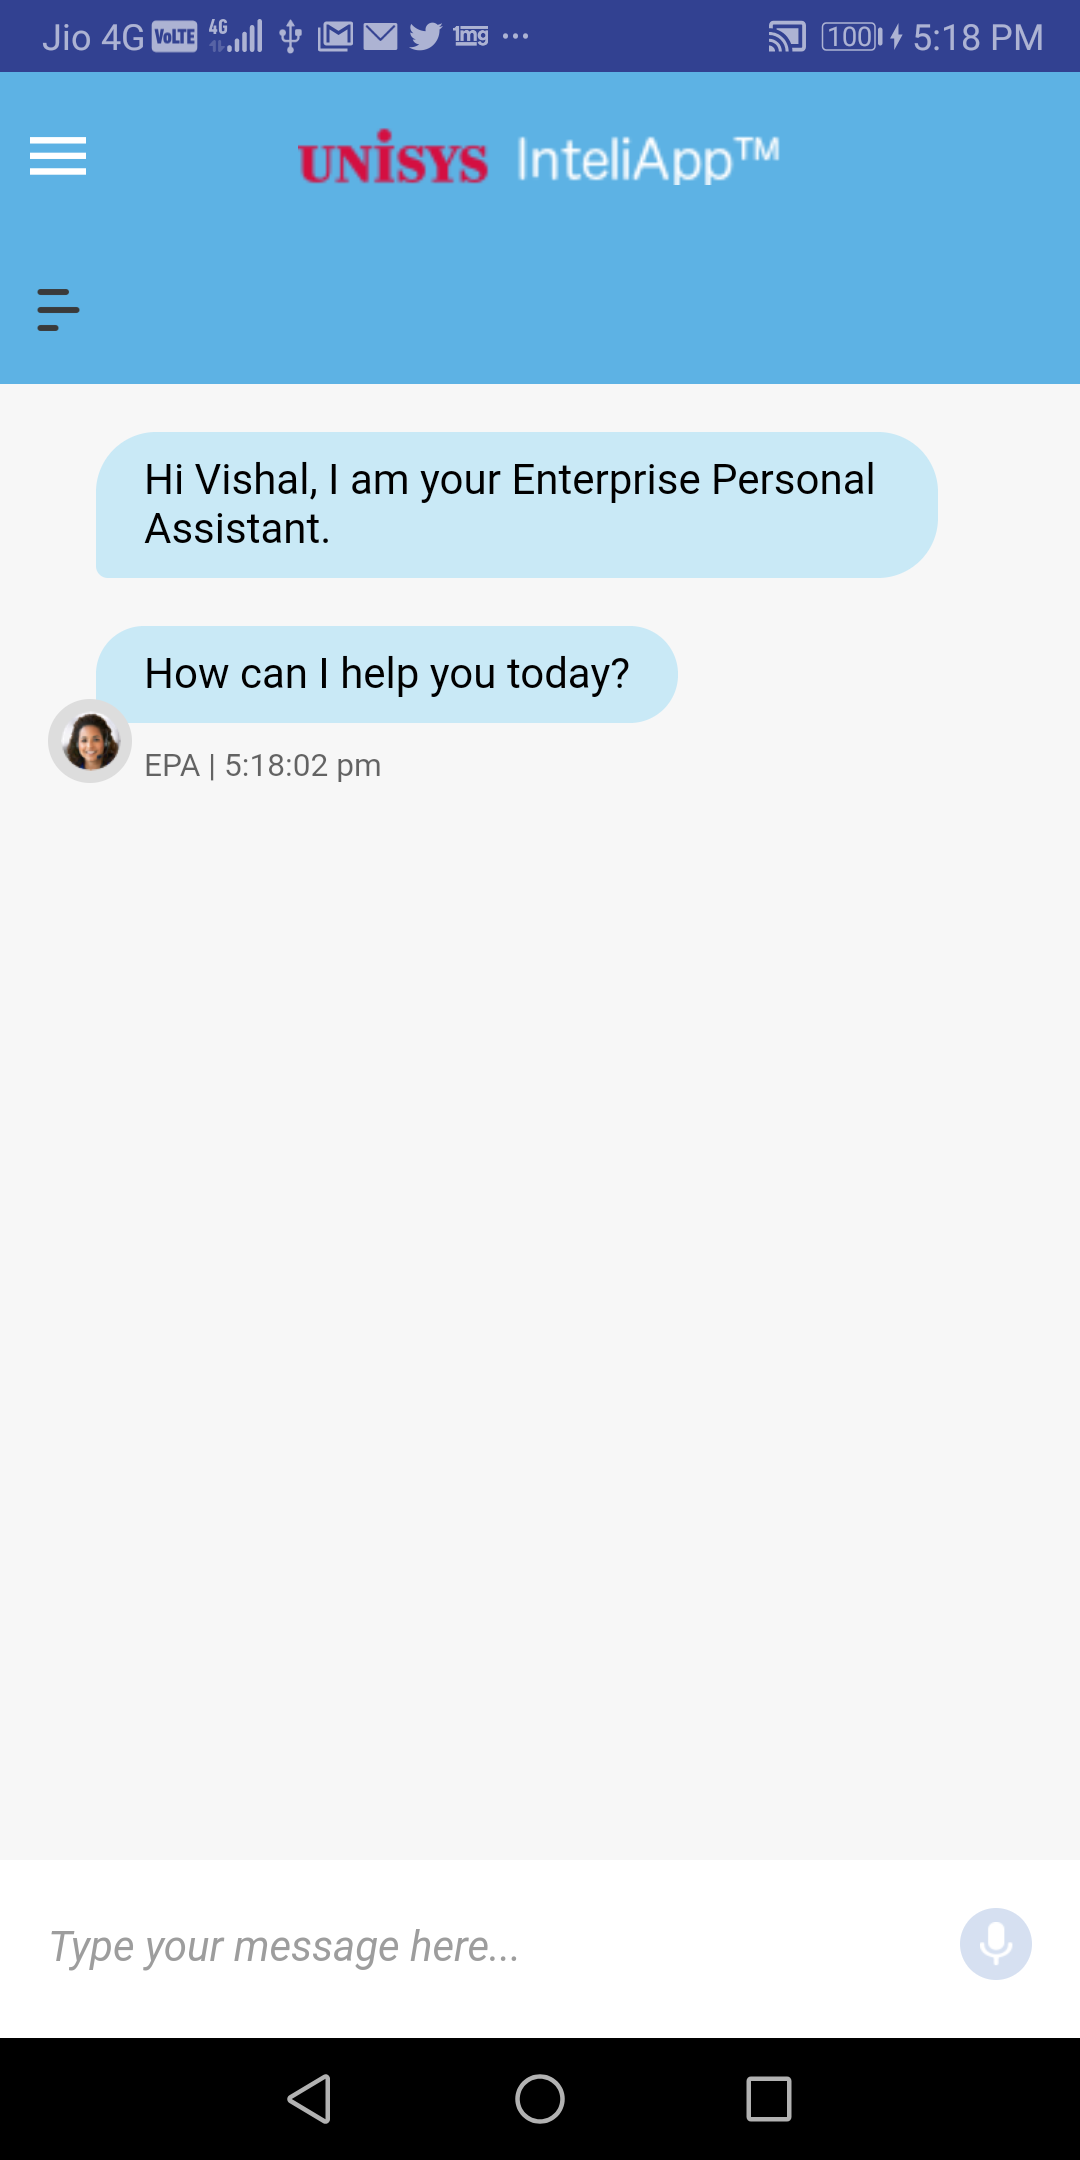 Jio 4G VoLTE 4G 1mg ... 100 5:18 PM
UNiSYS InteliApp™
Hi Vishal, I am your Enterprise Personal
Assistant.
How can I help you today?
EPA | 5:18:02 pm
Type your message here...